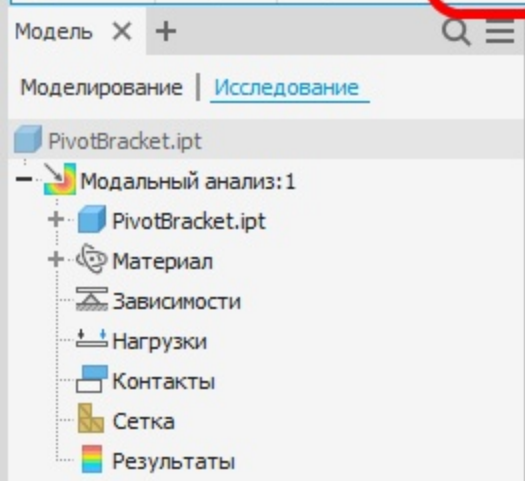 Модель
Моделирование | Исследование
PivotBracket.ipt
Модальный анализ:1
PivotBracket.ipt
Материал
Зависимости
Нагрузки
Контакты
Сетка
Результаты